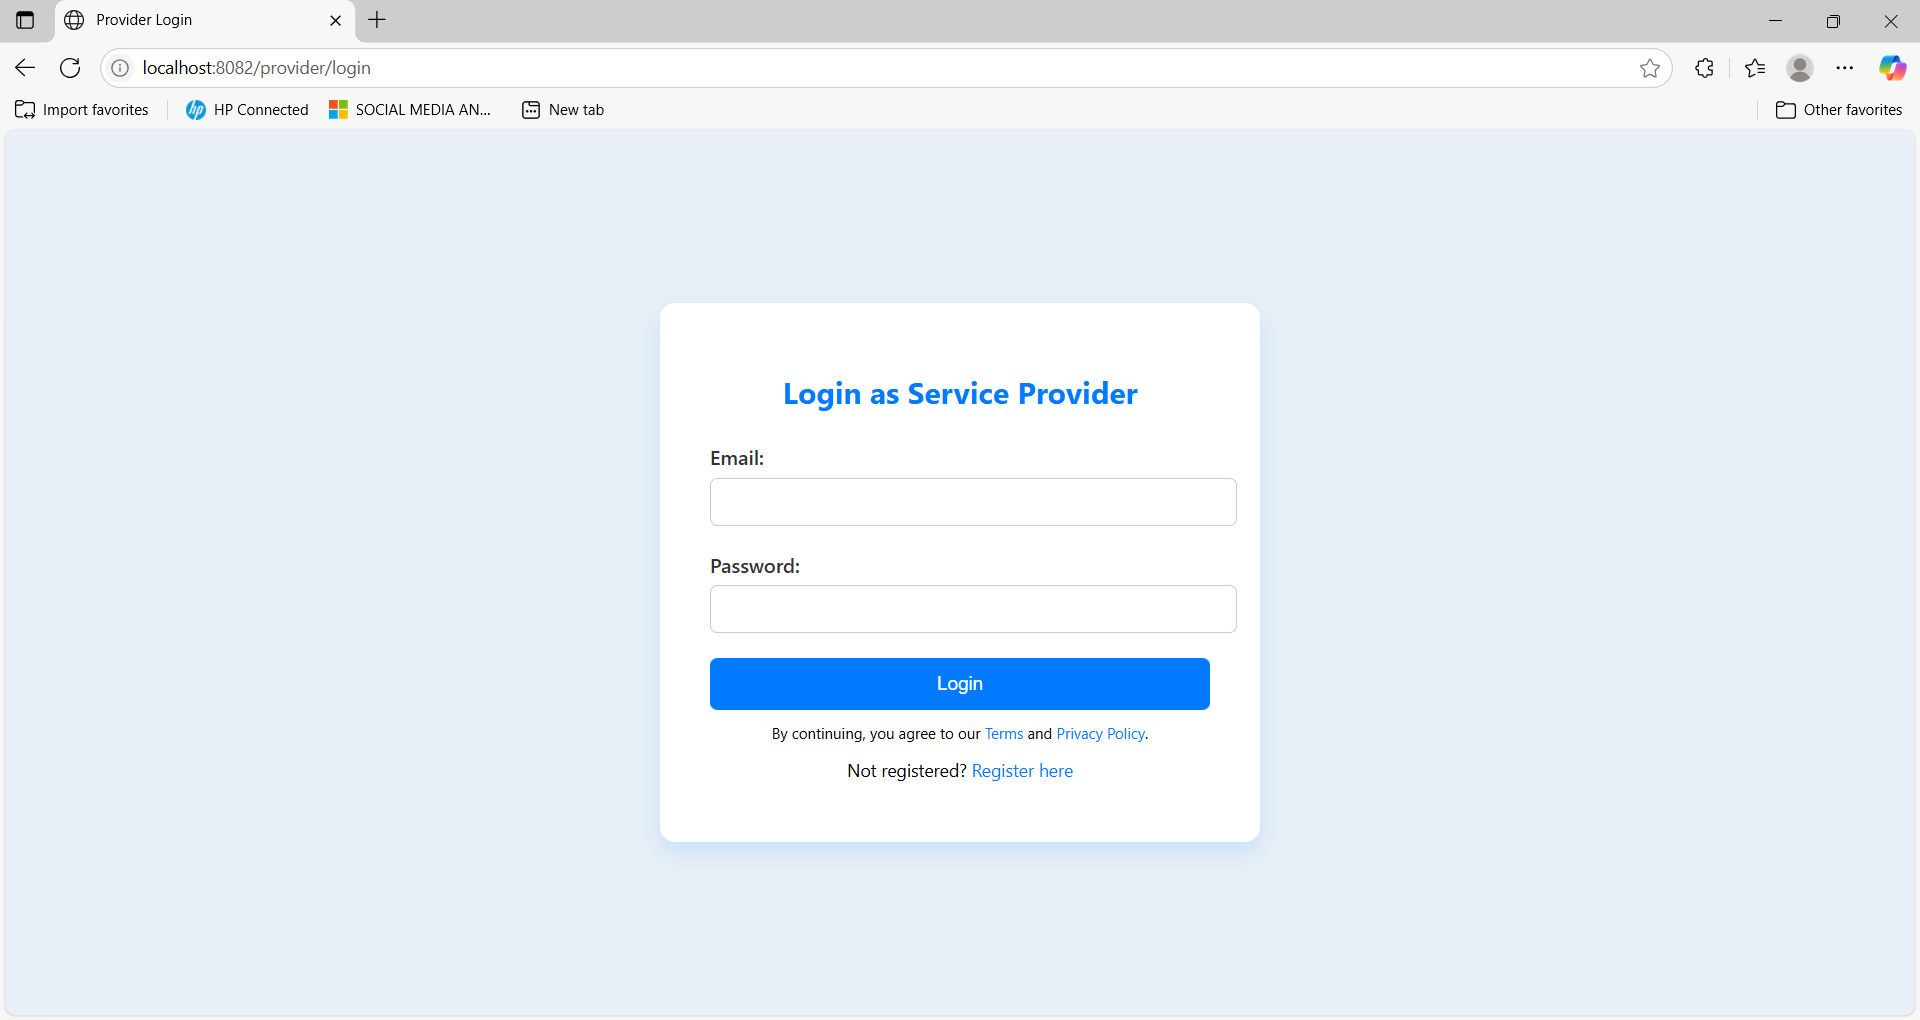 Provider Login
localhost:8082/provider/login
Import favorites
hp HP Connected
SOCIAL MEDIA AN...
New tab
Other favorites
Login as Service Provider
Email:
Password:
Login
By continuing, you agree to our Terms and Privacy Policy.
Not registered? Register here